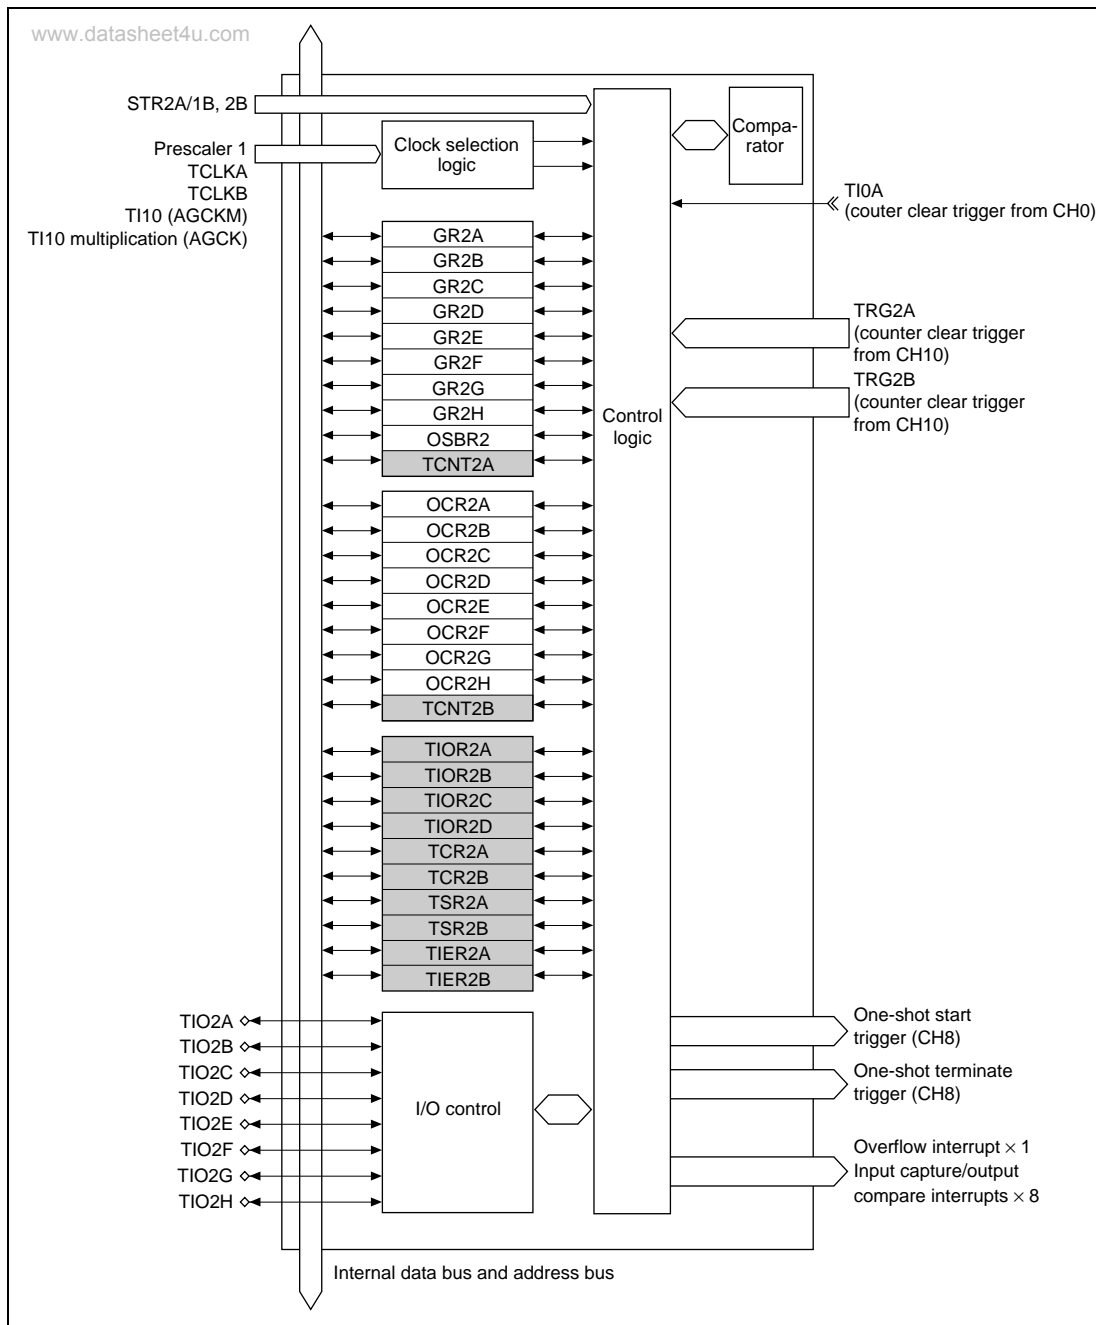 www.datasheet4u.com
STR2A/1B, 2B
Prescaler 1
TCLKA
TCLKB
TI10 (AGCKM)
TI10 multiplication (AGCK)
Clock selection
logic
Compa-
rator
TI0A
(couter clear trigger from CH0)
GR2A
GR2B
GR2C
GR2D
GR2E
GR2F
GR2G
GR2H
OSBR2
TCNT2A
TRG2A
(counter clear trigger
from CH10)
TRG2B
(counter clear trigger
from CH10)
Control
logic
OCR2A
OCR2B
OCR2C
OCR2D
OCR2E
OCR2F
OCR2G
OCR2H
TCNT2B
TIOR2A
TIOR2B
TIOR2C
TIOR2D
TCR2A
TCR2B
TSR2A
TSR2B
TIER2A
TIER2B
TIO2A
TIO2B
TIO2C
TIO2D
TIO2E
TIO2F
TIO2G
TIO2H
I/O control
One-shot start
trigger (CH8)
One-shot terminate
trigger (CH8)
Overflow interrupt × 1
Input capture/output
compare interrupts × 8
Internal data bus and address bus